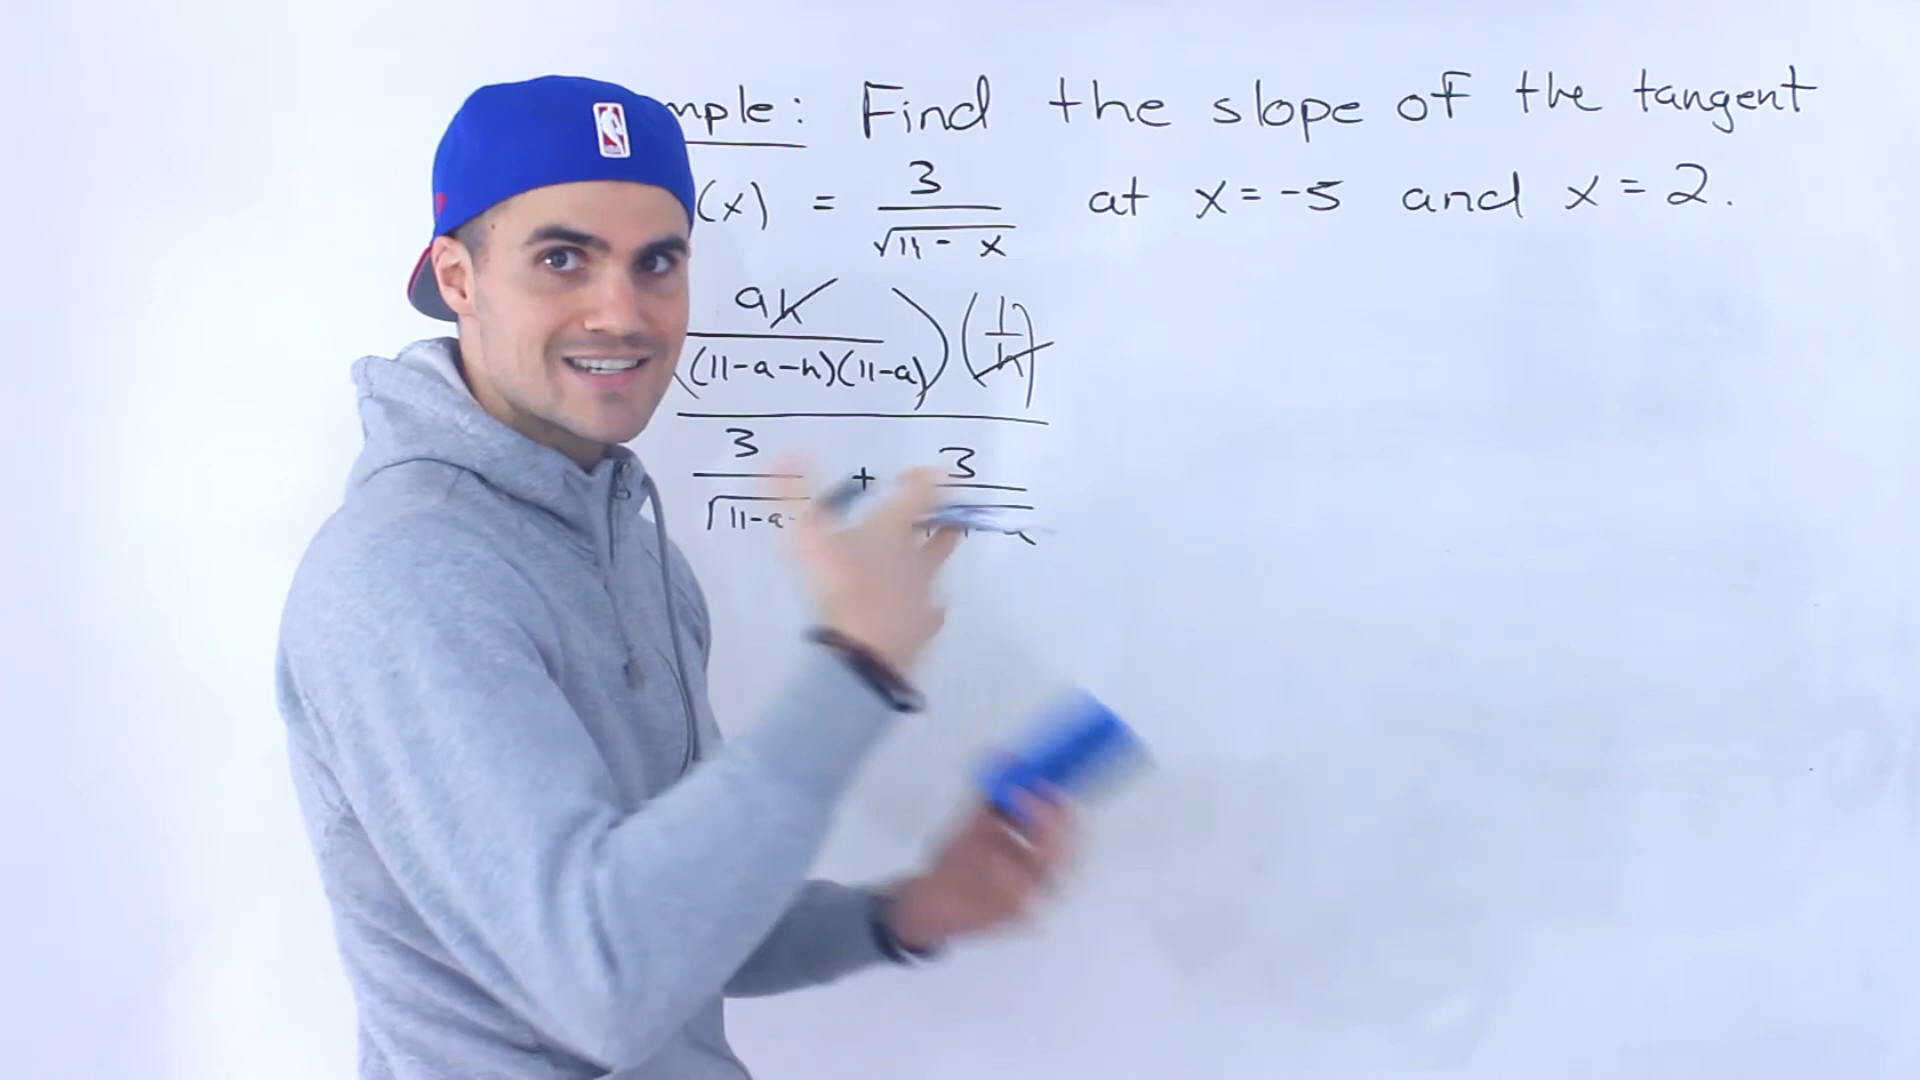 mple: Find the slope of the tangent
(x) = 3/√(11 - x) at x = -5 and x = 2.
(9h/((11-a-h)(11-a)))(1/h)
3/√(11-a- + 3